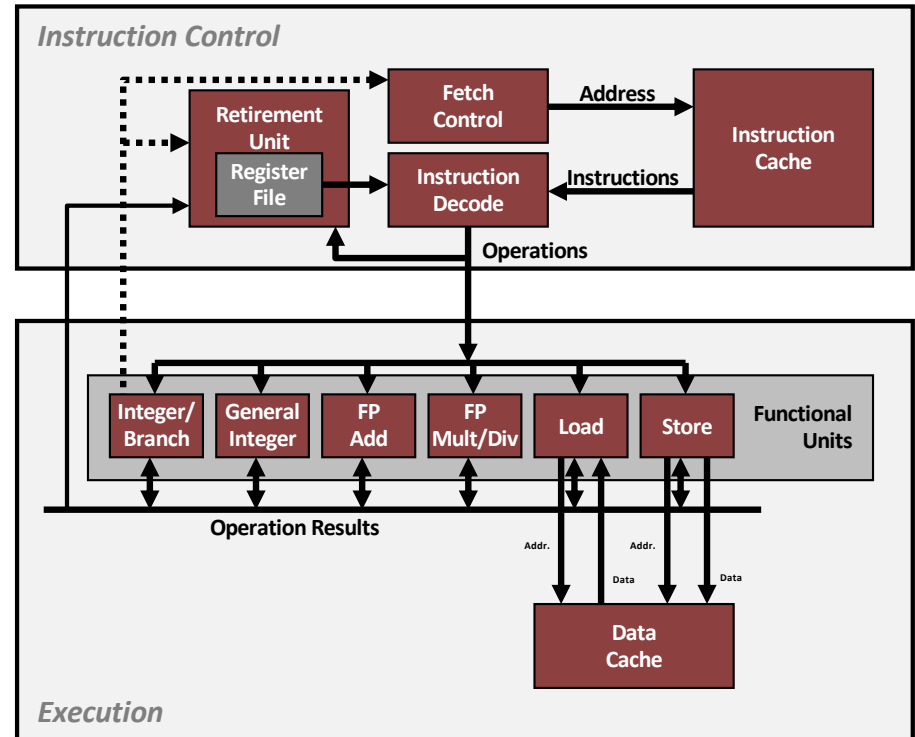 Instruction Control
Fetch
Control
Address
Instruction
Cache
Retirement
Unit
Register
File
Instruction
Decode
Instructions
Operations
Integer/
Branch
General
Integer
FP
Add
FP
Mult/Div
Load
Store
Functional
Units
Operation Results
Addr.
Addr.
Data
Data
Data
Cache
Execution